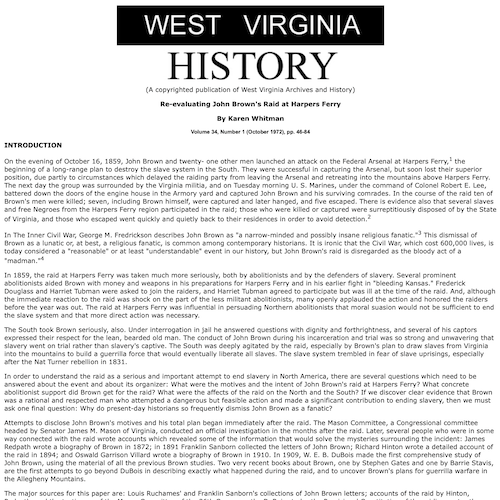 WEST VIRGINIA
HISTORY
(A copyrighted publication of West Virginia Archives and History)
Re-evaluating John Brown's Raid at Harpers Ferry
By Karen Whitman
Volume 34, Number 1 (October 1972), pp. 46-84
INTRODUCTION
On the evening of October 16, 1859, John Brown and twenty- one other men launched an attack on the Federal Arsenal at Harpers Ferry,1 the
beginning of a long-range plan to destroy the slave system in the South. They were successful in capturing the Arsenal, but soon lost their superior
position, due partly to circumstances which delayed the raiding party from leaving the Arsenal and retreating into the mountains above Harpers Ferry.
The next day the group was surrounded by the Virginia militia, and on Tuesday morning U. S. Marines, under the command of Colonel Robert E. Lee,
battered down the doors of the engine house in the Armory yard and captured John Brown and his surviving comrades. In the course of the raid ten of
Brown's men were killed; seven, including Brown himself, were captured and later hanged, and five escaped. There is evidence also that several slaves
and free Negroes from the Harpers Ferry region participated in the raid; those who were killed or captured were surreptitiously disposed of by the State
of Virginia, and those who escaped went quickly and quietly back to their residences in order to avoid detection.2
In The Inner Civil War, George M. Fredrickson describes John Brown as "a narrow-minded and possibly insane religious fanatic."3 This dismissal of
Brown as a lunatic or, at best, a religious fanatic, is common among contemporary historians. It is ironic that the Civil War, which cost 600,000 lives, is
today considered a "reasonable" or at least "understandable" event in our history, but John Brown's raid is disregarded as the bloody act of a
"madman."4
In 1859, the raid at Harpers Ferry was taken much more seriously, both by abolitionists and by the defenders of slavery. Several prominent
abolitionists aided Brown with money and weapons in his preparations for Harpers Ferry and in his earlier fight in "bleeding Kansas." Frederick
Douglass and Harriet Tubman were asked to join the raiders, and Harriet Tubman agreed to participate but was ill at the time of the raid. And, although
the immediate reaction to the raid was shock on the part of the less militant abolitionists, many openly applauded the action and honored the raiders
before the year was out. The raid at Harpers Ferry was influential in persuading Northern abolitionists that moral suasion would not be sufficient to end
the slave system and that more direct action was necessary.
The South took Brown seriously, also. Under interrogation in jail he answered questions with dignity and forthrightness, and several of his captors
expressed their respect for the lean, bearded old man. The conduct of John Brown during his incarceration and trial was so strong and unwavering that
slavery went on trial rather than slavery's captive. The South was deeply agitated by the raid, especially by Brown's plan to draw slaves from Virginia
into the mountains to build a guerrilla force that would eventually liberate all slaves. The slave system trembled in fear of slave uprisings, especially
after the Nat Turner rebellion in 1831.
In order to understand the raid as a serious and important attempt to end slavery in North America, there are several questions which need to be
answered about the event and about its organizer: What were the motives and the intent of John Brown's raid at Harpers Ferry? What concrete
abolitionist support did Brown get for the raid? What were the affects of the raid on the North and the South? If we discover clear evidence that Brown
was a rational and respected man who attempted a dangerous but feasible action and made a significant contribution to ending slavery, then we must
ask one final question: Why do present-day historians so frequently dismiss John Brown as a fanatic?
Attempts to disclose John Brown's motives and his total plan began immediately after the raid. The Mason Committee, a Congressional committee
headed by Senator James M. Mason of Virginia, conducted an official investigation in the months after the raid. Later, several people who were in some
way connected with the raid wrote accounts which revealed some of the information that would solve the mysteries surrounding the incident: James
Redpath wrote a biography of Brown in 1872; in 1891 Franklin Sanborn collected the letters of John Brown; Richard Hinton wrote a detailed account of
the raid in 1894; and Oswald Garrison Villard wrote a biography of Brown in 1910. In 1909, W. E. B. DuBois made the first comprehensive study of
John Brown, using the material of all the previous Brown studies. Two very recent books about Brown, one by Stephen Gates and one by Barrie Stavis,
are the first attempts to go beyond DuBois in describing exactly what happened during the raid, and to uncover Brown's plans for guerrilla warfare in
the Allegheny Mountains.
The major sources for this paper are: Louis Ruchames' and Franklin Sanborn's collections of John Brown letters; accounts of the raid by Hinton,